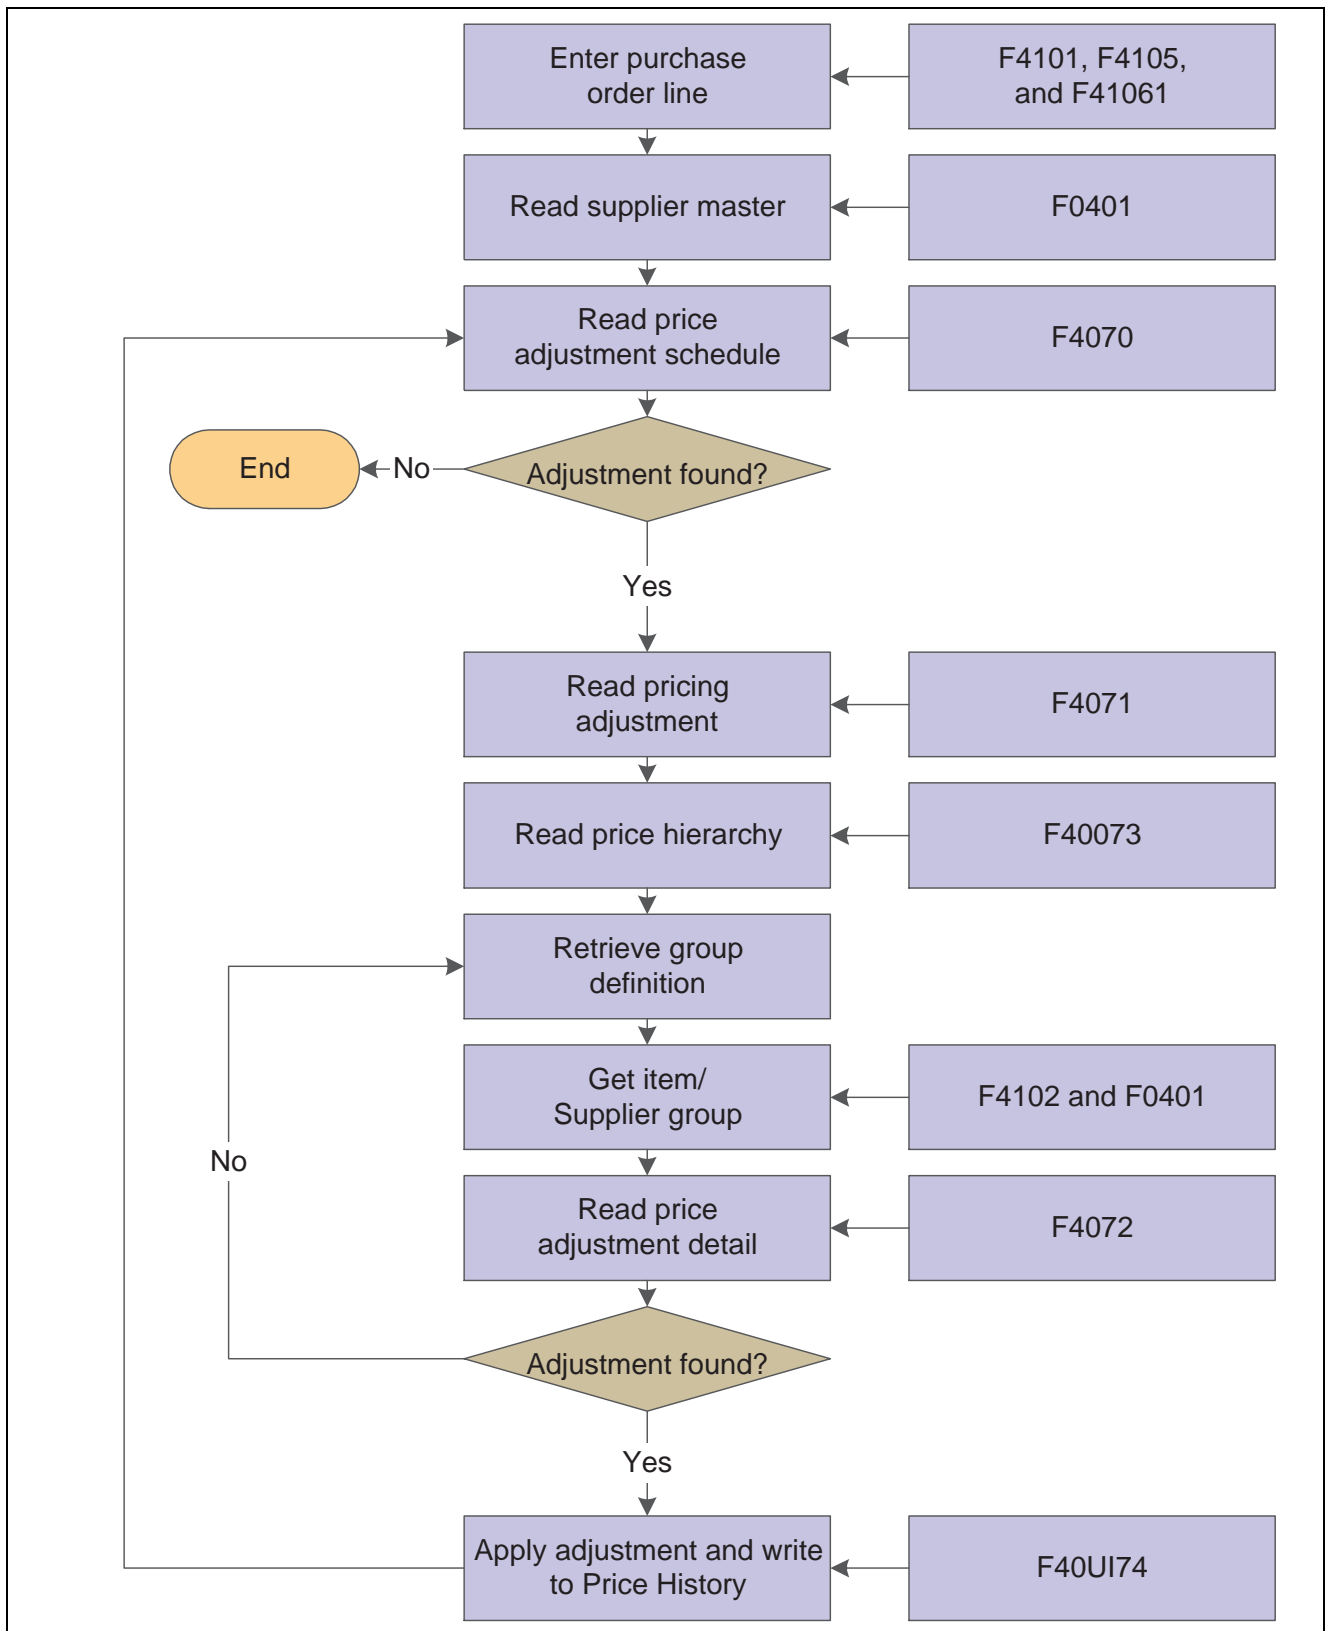 Enter purchase
order line
F4101, F4105,
and F41061
Read supplier master
F0401
Read price
adjustment schedule
F4070
Adjustment found?
No
End
Yes
Read pricing
adjustment
F4071
Read price hierarchy
F40073
Retrieve group
definition
Get item/
Supplier group
F4102 and F0401
No
Read price
adjustment detail
F4072
Adjustment found?
Yes
Apply adjustment and write
to Price History
F40UI74